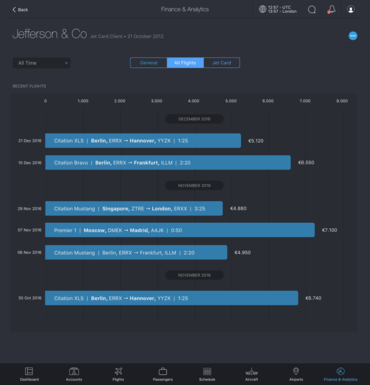 Back
Finance & Analytics
12:57 - UTC
13:57 - London
Jefferson & Co Jet Card Client • 21 October 2013
All Time
General
All Flights
Jet Card
RECENT FLIGHTS
0 1.000 2.000 3.000 4.000 5.000 6.000 7.000 8.000
DECEMBER 2016
21 Dec 2016 Citation XLS | Berlin, ERRX → Hannover, YYZK | 1:25 €5.120
10 Dec 2016 Citation Bravo | Berlin, ERRX → Frankfurt, ILLM | 2:20 €6.550
NOVEMBER 2016
29 Nov 2016 Citation Mustang | Singapore, ZTRE → London, ERXX | 3:25 €4.880
07 Nov 2016 Premier 1 | Moscow, DMEK → Madrid, AAJK | 0:50 €7.100
06 Nov 2016 Citation Mustang | Berlin, ERRX → Frankfurt, ILLM | 2:20 €4.950
NOVEMBER 2016
30 Oct 2016 Citation XLS | Berlin, ERRX → Hannover, YYZK | 1:25 €6.740
Dashboard
Accounts
Flights
Passengers
Schedule
Aircraft
Airports
Finance & Analytics